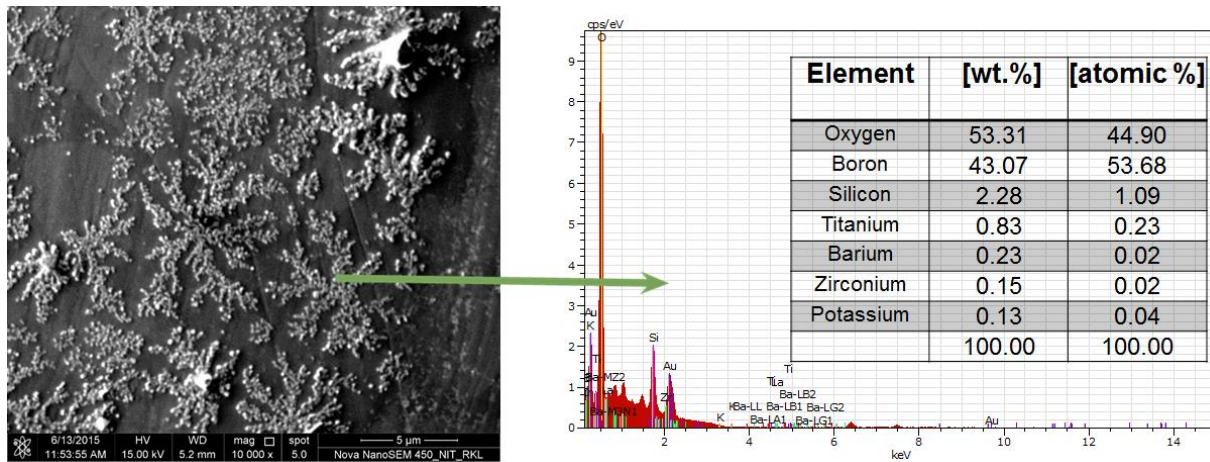 6/13/2015 HV WD mag spot 5 µm
11:53:55 AM 15.00 kV 5.2 mm 10 000 x 5.0 Nova NanoSEM 450_NIT_RKL
cps/eV
9
8
7
6
5
4
3
2
1
0
O
Au
K
Si
Au
K
Ba-LL
Ti
La
Ti
Ba-LB2
Ba-LB1
Ba-LG2
Ba-LA1
Ba-LG1
Au
2 4 6 8 10 12 14
keV
Element [wt.%] [atomic %]
Oxygen 53.31 44.90
Boron 43.07 53.68
Silicon 2.28 1.09
Titanium 0.83 0.23
Barium 0.23 0.02
Zirconium 0.15 0.02
Potassium 0.13 0.04
100.00 100.00